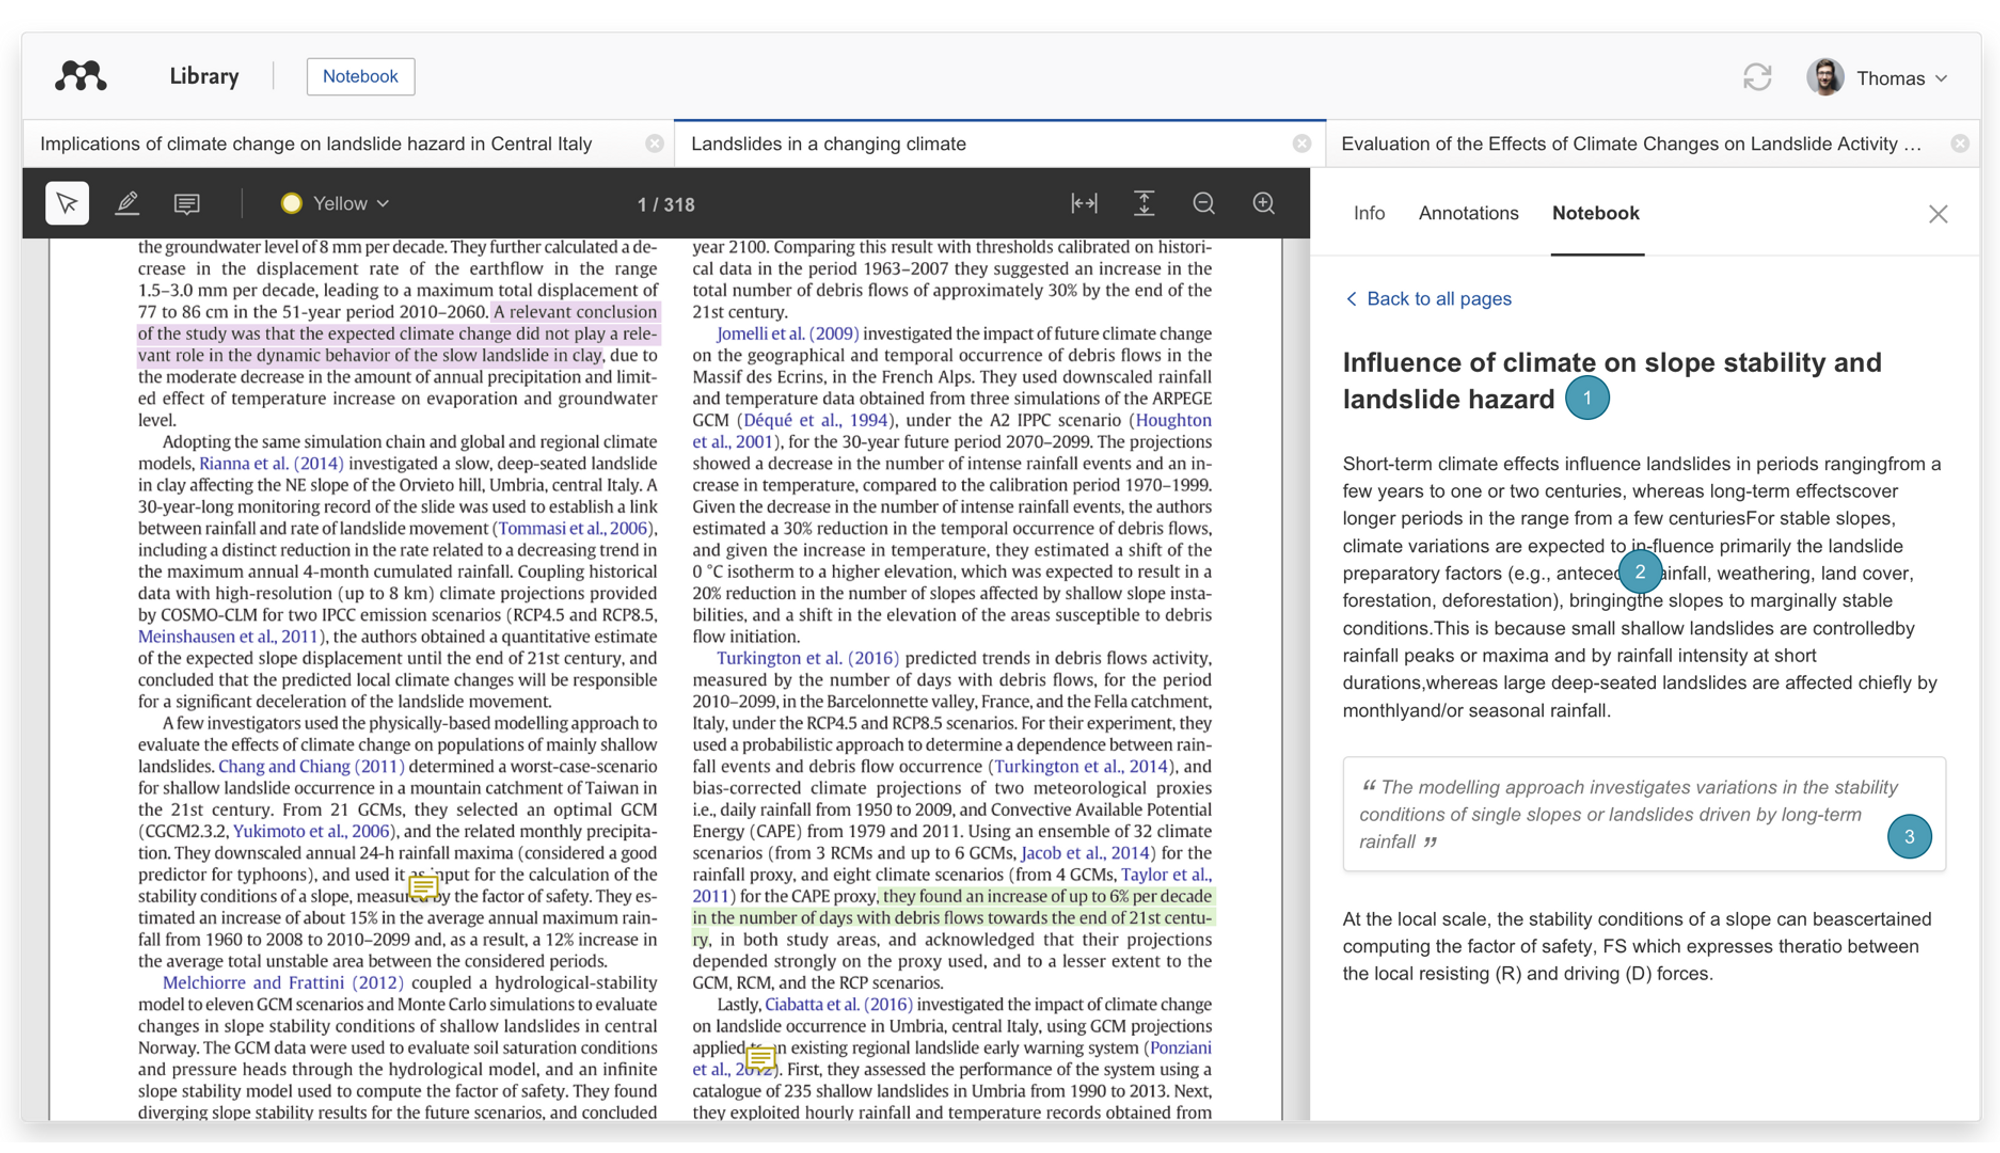 Library
Notebook
Thomas
Implications of climate change on landslide hazard in Central Italy
Landslides in a changing climate
Evaluation of the Effects of Climate Changes on Landslide Activity …
Yellow
1 / 318
the groundwater level of 8 mm per decade. They further calculated a de-
crease in the displacement rate of the earthflow in the range
1.5–3.0 mm per decade, leading to a maximum total displacement of
77 to 86 cm in the 51-year period 2010–2060. A relevant conclusion
of the study was that the expected climate change did not play a rele-
vant role in the dynamic behavior of the slow landslide in clay, due to
the moderate decrease in the amount of annual precipitation and limit-
ed effect of temperature increase on evaporation and groundwater
level.
Adopting the same simulation chain and global and regional climate
models, Rianna et al. (2014) investigated a slow, deep-seated landslide
in clay affecting the NE slope of the Orvieto hill, Umbria, central Italy. A
30-year-long monitoring record of the slide was used to establish a link
between rainfall and rate of landslide movement (Tommasi et al., 2006),
including a distinct reduction in the rate related to a decreasing trend in
the maximum annual 4-month cumulated rainfall. Coupling historical
data with high-resolution (up to 8 km) climate projections provided
by COSMO-CLM for two IPCC emission scenarios (RCP4.5 and RCP8.5,
Meinshausen et al., 2011), the authors obtained a quantitative estimate
of the expected slope displacement until the end of 21st century, and
concluded that the predicted local climate changes will be responsible
for a significant deceleration of the landslide movement.
A few investigators used the physically-based modelling approach to
evaluate the effects of climate change on populations of mainly shallow
landslides. Chang and Chiang (2011) determined a worst-case-scenario
for shallow landslide occurrence in a mountain catchment of Taiwan in
the 21st century. From 21 GCMs, they selected an optimal GCM
(CGCM2.3.2, Yukimoto et al., 2006), and the related monthly precipita-
tion. They downscaled annual 24-h rainfall maxima (considered a good
predictor for typhoons), and used it as input for the calculation of the
stability conditions of a slope, measured by the factor of safety. They es-
timated an increase of about 15% in the average annual maximum rain-
fall from 1960 to 2008 to 2010–2099 and, as a result, a 12% increase in
the average total unstable area between the considered periods.
Melchiorre and Frattini (2012) coupled a hydrological-stability
model to eleven GCM scenarios and Monte Carlo simulations to evaluate
changes in slope stability conditions of shallow landslides in central
Norway. The GCM data were used to evaluate soil saturation conditions
and pressure heads through the hydrological model, and an infinite
slope stability model used to compute the factor of safety. They found
diverging slope stability results for the future scenarios, and concluded
year 2100. Comparing this result with thresholds calibrated on histori-
cal data in the period 1963–2007 they suggested an increase in the
total number of debris flows of approximately 30% by the end of the
21st century.
Jomelli et al. (2009) investigated the impact of future climate change
on the geographical and temporal occurrence of debris flows in the
Massif des Ecrins, in the French Alps. They used downscaled rainfall
and temperature data obtained from three simulations of the ARPEGE
GCM (Déqué et al., 1994), under the A2 IPPC scenario (Houghton
et al., 2001), for the 30-year future period 2070–2099. The projections
showed a decrease in the number of intense rainfall events and an in-
crease in temperature, compared to the calibration period 1970–1999.
Given the decrease in the number of intense rainfall events, the authors
estimated a 30% reduction in the temporal occurrence of debris flows,
and given the increase in temperature, they estimated a shift of the
0 °C isotherm to a higher elevation, which was expected to result in a
20% reduction in the number of slopes affected by shallow slope insta-
bilities, and a shift in the elevation of the areas susceptible to debris
flow initiation.
Turkington et al. (2016) predicted trends in debris flows activity,
measured by the number of days with debris flows, for the period
2010–2099, in the Barcelonnette valley, France, and the Fella catchment,
Italy, under the RCP4.5 and RCP8.5 scenarios. For their experiment, they
used a probabilistic approach to determine a dependence between rain-
fall events and debris flow occurrence (Turkington et al., 2014), and
bias-corrected climate projections of two meteorological proxies
i.e., daily rainfall from 1950 to 2009, and Convective Available Potential
Energy (CAPE) from 1979 and 2011. Using an ensemble of 32 climate
scenarios (from 3 RCMs and up to 6 GCMs, Jacob et al., 2014) for the
rainfall proxy, and eight climate scenarios (from 4 GCMs, Taylor et al.,
2011) for the CAPE proxy, they found an increase of up to 6% per decade
in the number of days with debris flows towards the end of 21st centu-
ry, in both study areas, and acknowledged that their projections
depended strongly on the proxy used, and to a lesser extent to the
GCM, RCM, and the RCP scenarios.
Lastly, Ciabatta et al. (2016) investigated the impact of climate change
on landslide occurrence in Umbria, central Italy, using GCM projections
applied an existing regional landslide early warning system (Ponziani
et al., 2012). First, they assessed the performance of the system using a
catalogue of 235 shallow landslides in Umbria from 1990 to 2013. Next,
they exploited hourly rainfall and temperature records obtained from
Info
Annotations
Notebook
Back to all pages
Influence of climate on slope stability and
landslide hazard 1
Short-term climate effects influence landslides in periods rangingfrom a
few years to one or two centuries, whereas long-term effectscover
longer periods in the range from a few centuriesFor stable slopes,
climate variations are expected to in-fluence primarily the landslide
preparatory factors (e.g., 2 weathering, land cover,
forestation, deforestation), bringingthe slopes to marginally stable
conditions.This is because small shallow landslides are controlledby
rainfall peaks or maxima and by rainfall intensity at short
durations,whereas large deep-seated landslides are affected chiefly by
monthlyand/or seasonal rainfall.
“ The modelling approach investigates variations in the stability
conditions of single slopes or landslides driven by long-term
rainfall ”
3
At the local scale, the stability conditions of a slope can beascertained
computing the factor of safety, FS which expresses theratio between
the local resisting (R) and driving (D) forces.